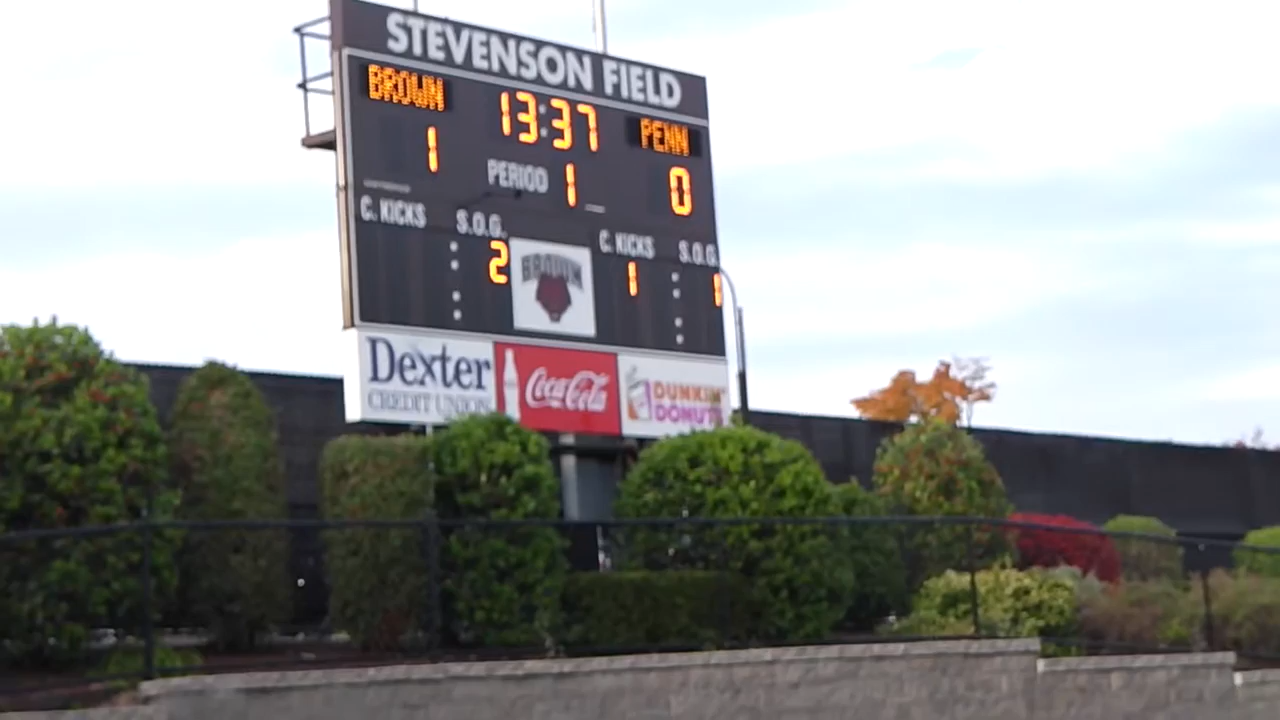 STEVENSON FIELD
BROWN 13:37 PENN
1 PERIOD 1 0
C. KICKS S.O.G. C. KICKS S.O.G.
2 BROWN 1 1
Dexter CREDIT UNION
Coca-Cola
DUNKIN' DONUTS